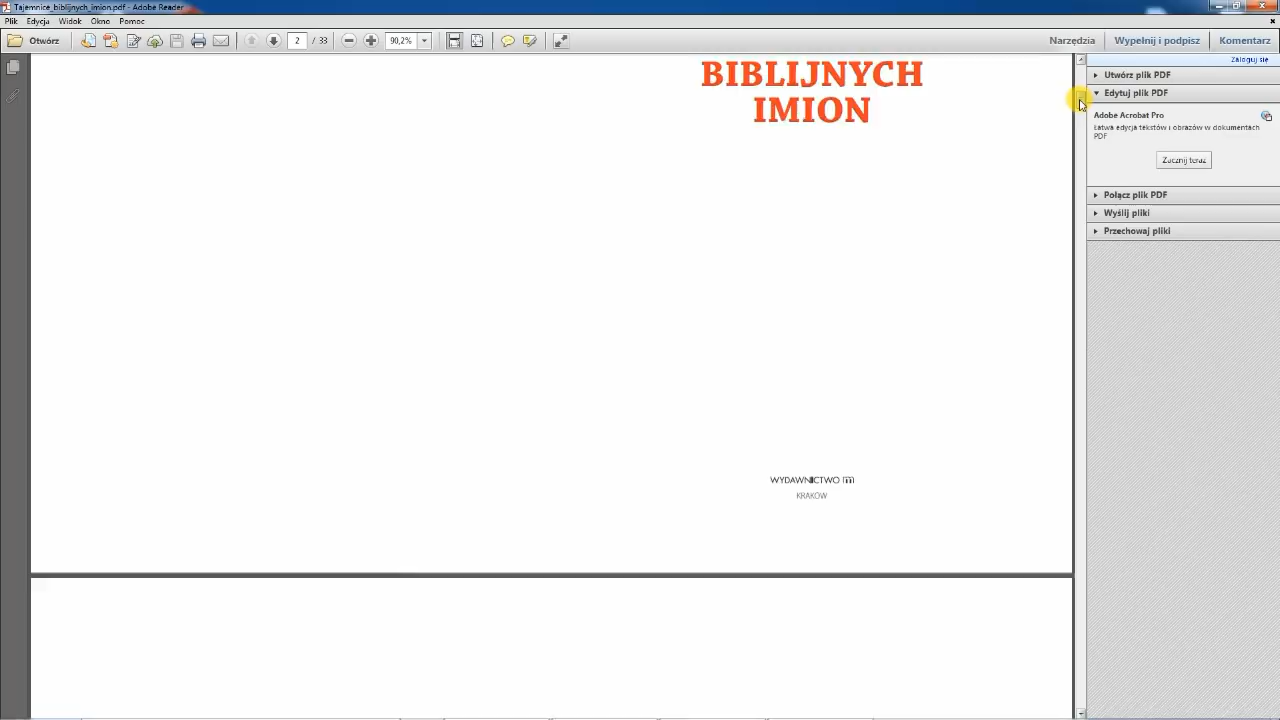 Tajemnice_biblijnych_imion.pdf - Adobe Reader
Plik Edycja Widok Okno Pomoc
Otwórz 2 / 33 90,2% Narzędzia Wypełnij i podpisz Komentarz
Zaloguj się
BIBLIJNYCH
IMION
WYDAWNICTWO m
KRAKÓW
Utwórz plik PDF
Edytuj plik PDF
Adobe Acrobat Pro
Łatwa edycja tekstów i obrazów w dokumentach
PDF
Zacznij teraz
Połącz plik PDF
Wyślij pliki
Przechowaj pliki